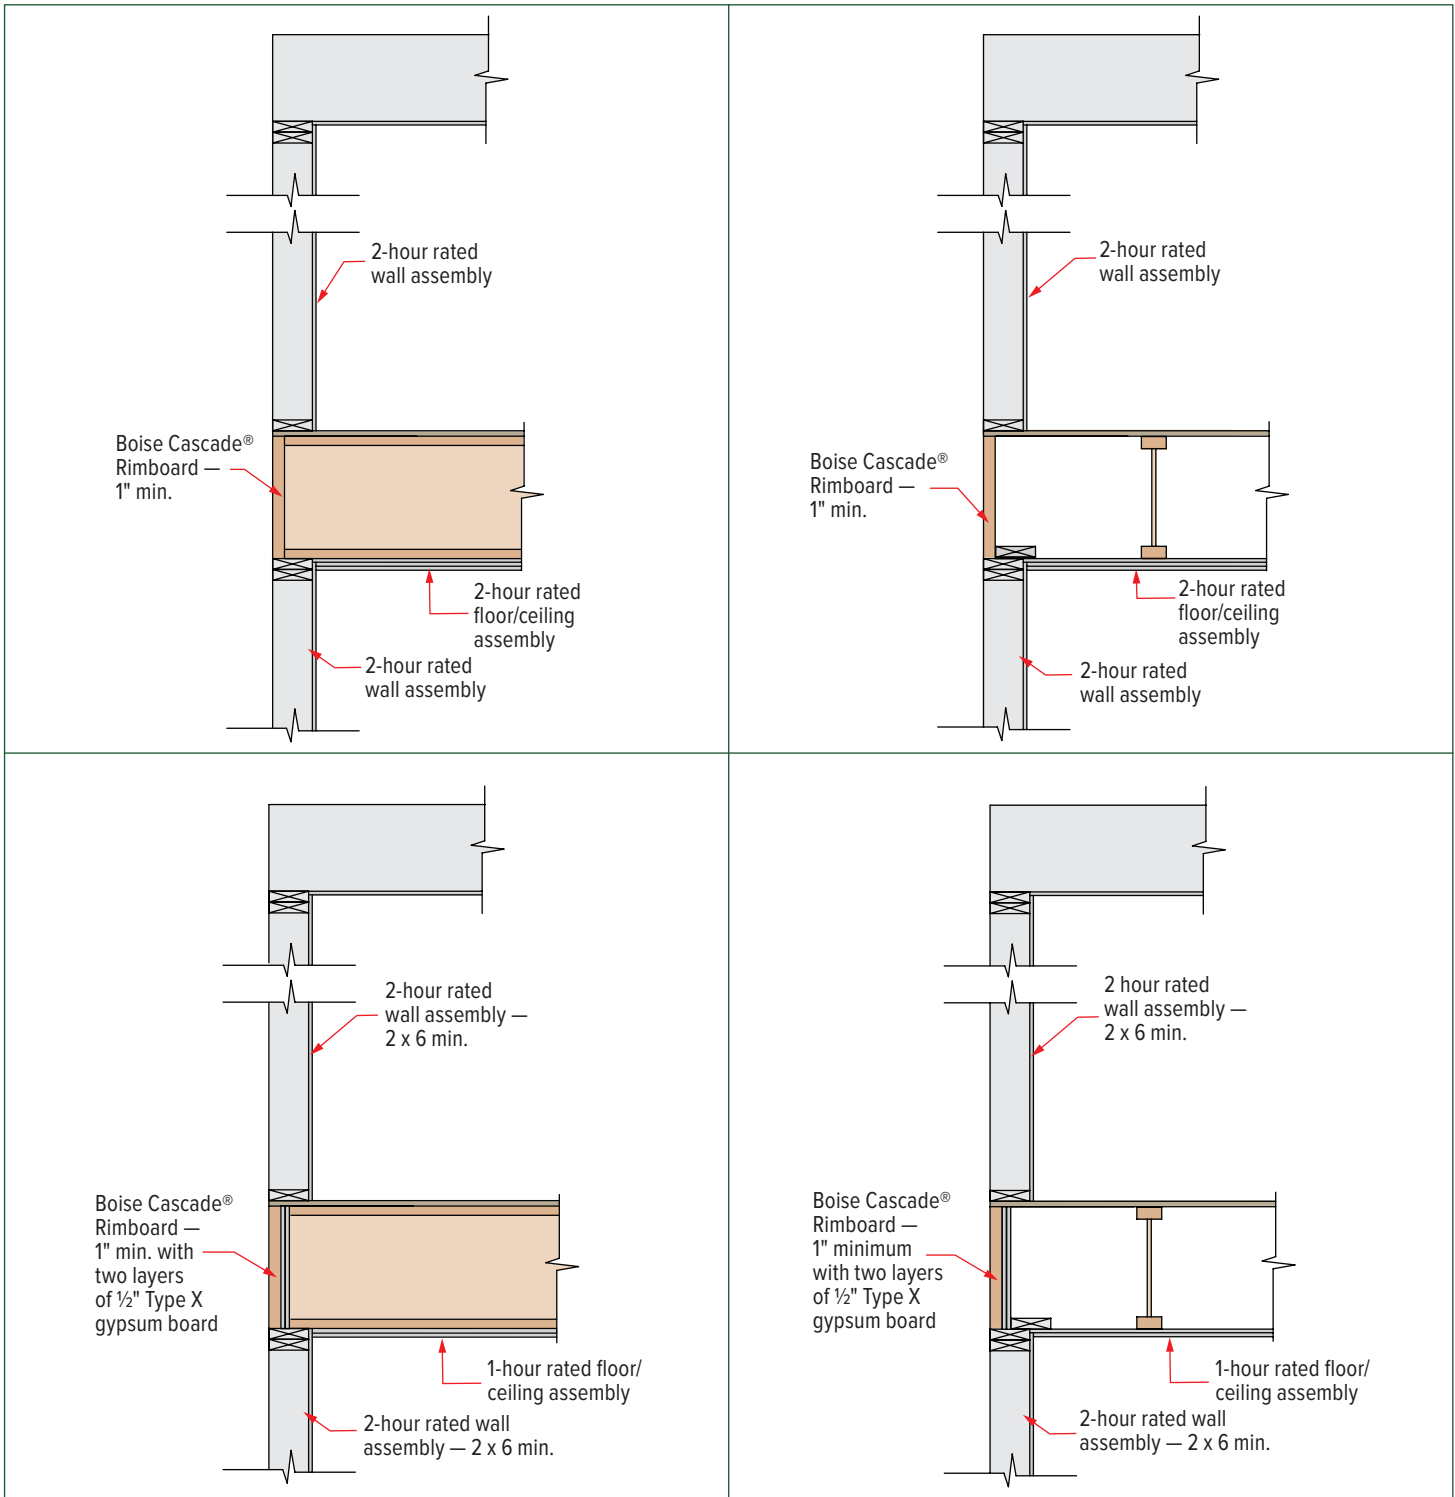 2-hour rated
wall assembly
Boise Cascade®
Rimboard —
1" min.
2-hour rated
floor/ceiling
assembly
2-hour rated
wall assembly
2-hour rated
wall assembly
Boise Cascade®
Rimboard —
1" min.
2-hour rated
floor/ceiling
assembly
2-hour rated
wall assembly
2-hour rated
wall assembly —
2 x 6 min.
Boise Cascade®
Rimboard —
1" min. with
two layers
of ½" Type X
gypsum board
1-hour rated floor/
ceiling assembly
2-hour rated wall
assembly — 2 x 6 min.
2 hour rated
wall assembly —
2 x 6 min.
Boise Cascade®
Rimboard —
1" minimum
with two layers
of ½" Type X
gypsum board
1-hour rated floor/
ceiling assembly
2-hour rated wall
assembly — 2 x 6 min.